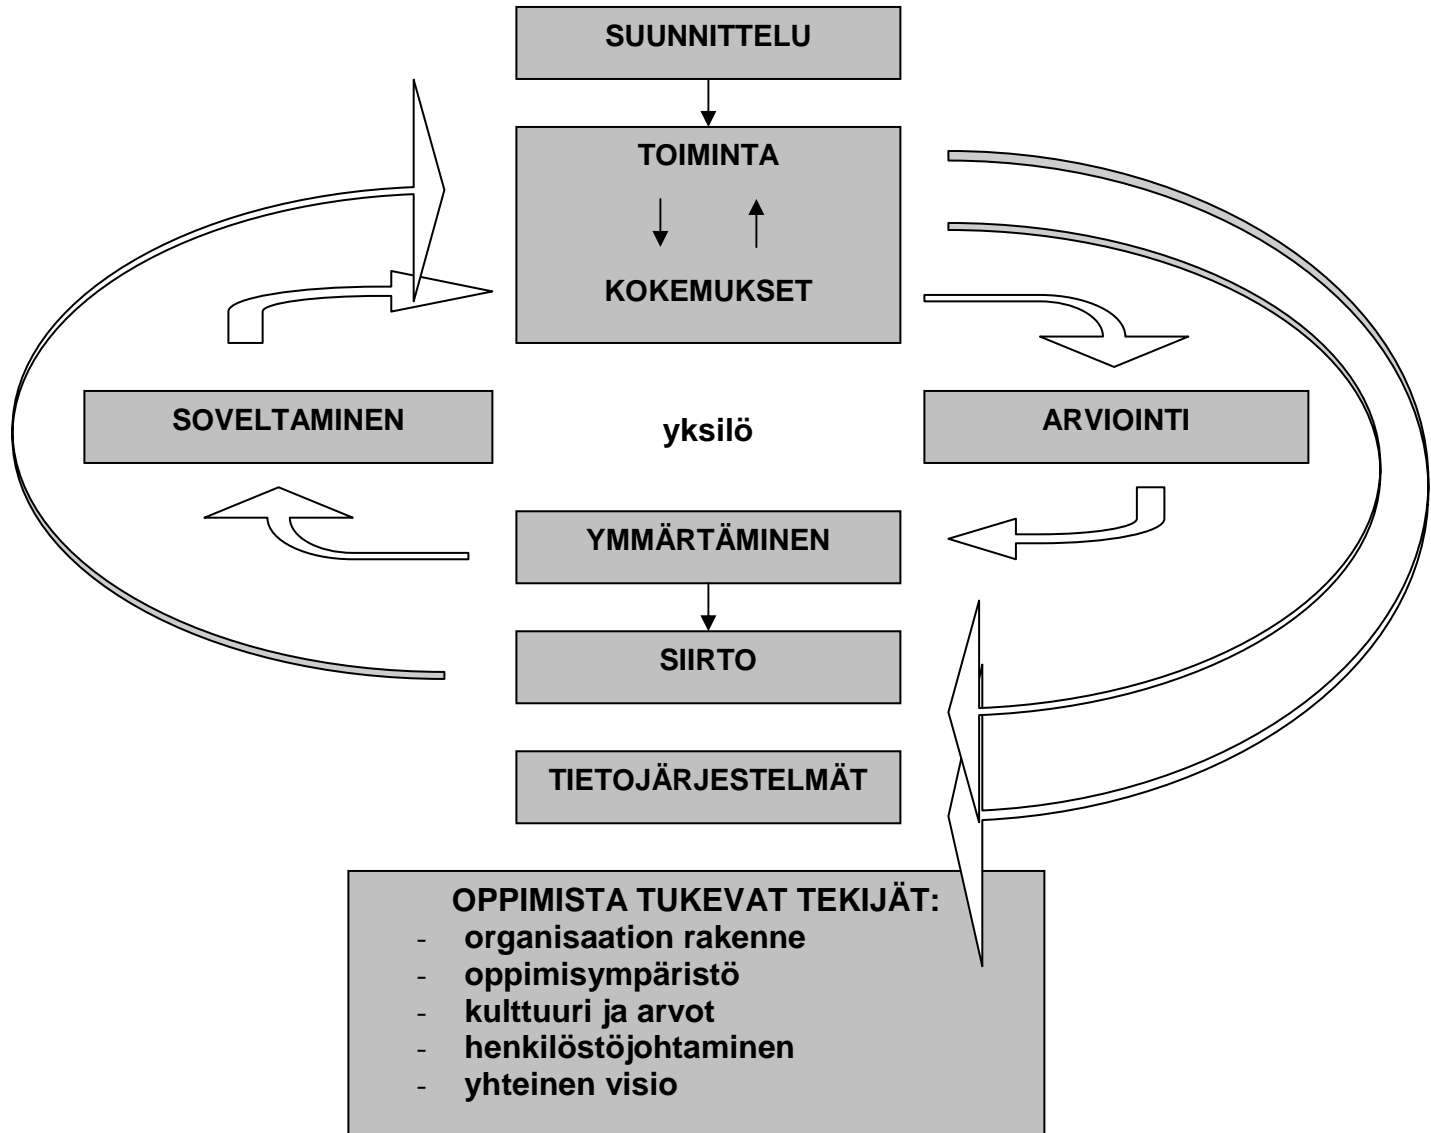 SUUNNITTELU
TOIMINTA
KOKEMUKSET
SOVELTAMINEN
yksilö
ARVIOINTI
YMMÄRTÄMINEN
SIIRTO
TIETOJÄRJESTELMÄT
OPPIMISTA TUKEVAT TEKIJÄT:
- organisaation rakenne
- oppimisympäristö
- kulttuuri ja arvot
- henkilöstöjohtaminen
- yhteinen visio